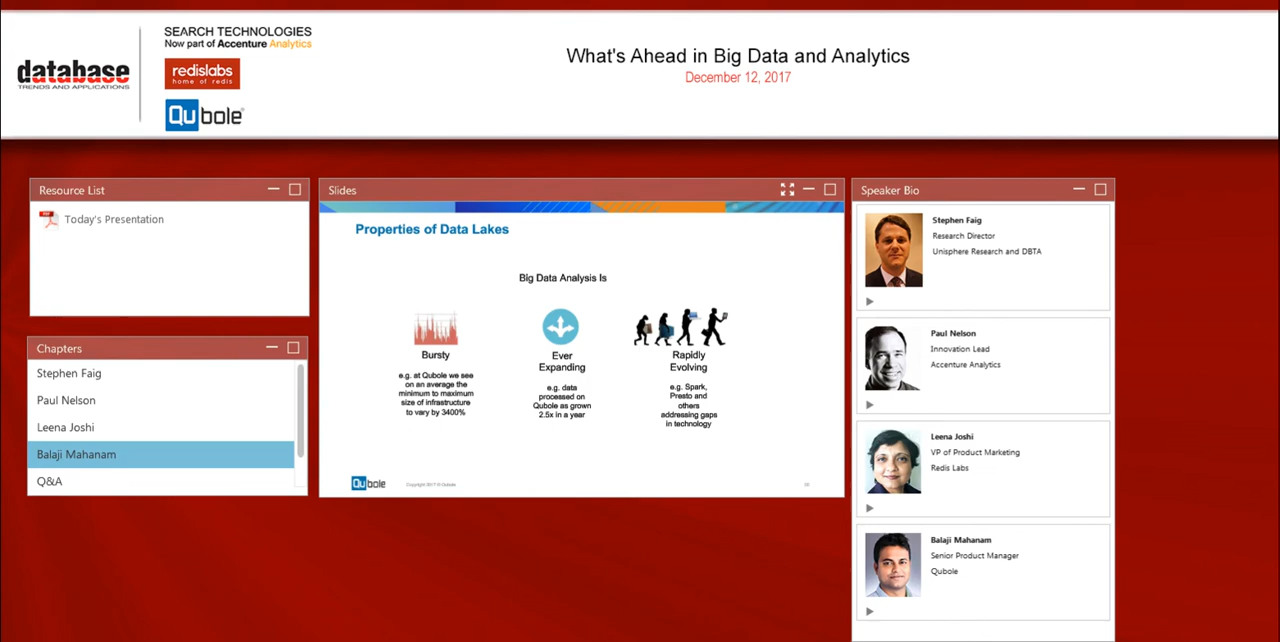 SEARCH TECHNOLOGIES
Now part of Accenture Analytics
database
TRENDS AND APPLICATIONS
redislabs
home of redis
Qubole
What's Ahead in Big Data and Analytics
December 12, 2017
Resource List
PDF
Today's Presentation
Chapters
Stephen Faig
Paul Nelson
Leena Joshi
Balaji Mahanam
Q&A
Slides
Properties of Data Lakes
Big Data Analysis Is
Bursty
e.g. at Qubole we see
on an average the
minimum to maximum
size of infrastructure
to vary by 3400%
Ever
Expanding
e.g. data
processed on
Qubole as grown
2.5x in a year
Rapidly
Evolving
e.g. Spark,
Presto and
others
addressing gaps
in technology
Qubole
Copyright 2017 © Qubole
Speaker Bio
Stephen Faig
Research Director
Unisphere Research and DBTA
Paul Nelson
Innovation Lead
Accenture Analytics
Leena Joshi
VP of Product Marketing
Redis Labs
Balaji Mahanam
Senior Product Manager
Qubole